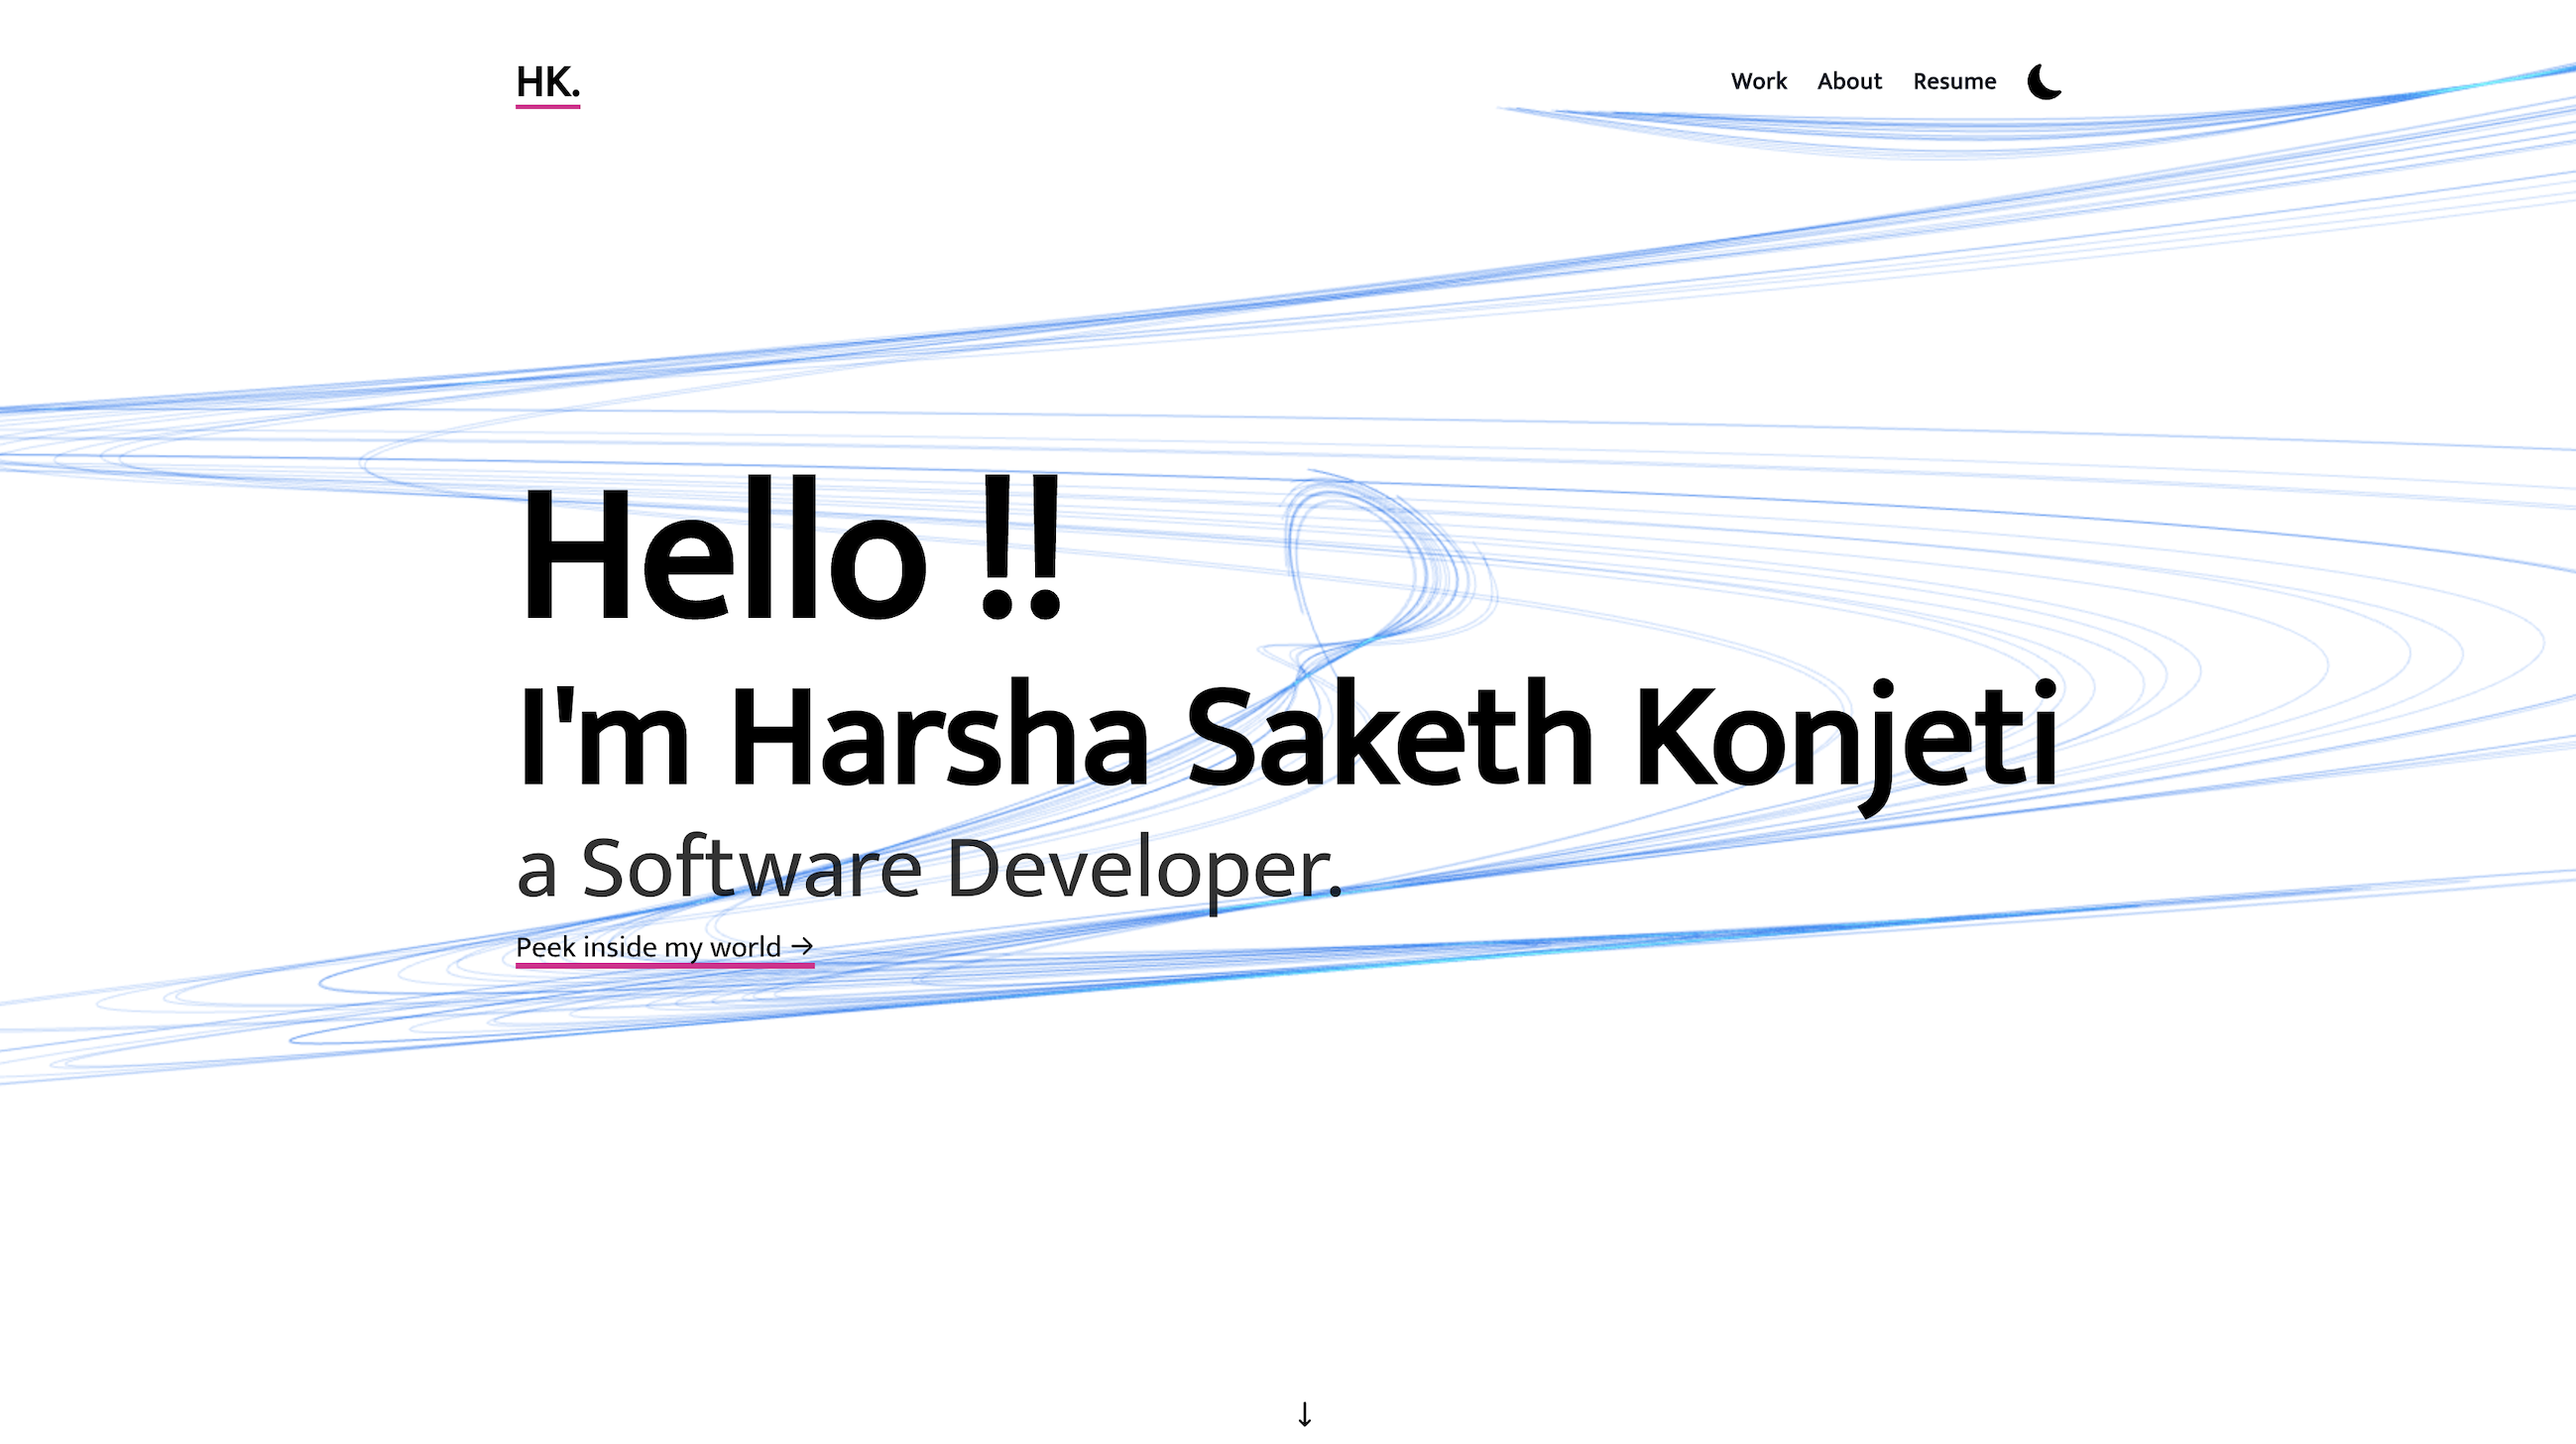 HK.
Work About Resume
Hello !!
I'm Harsha Saketh Konjeti
a Software Developer.
Peek inside my world →
↓